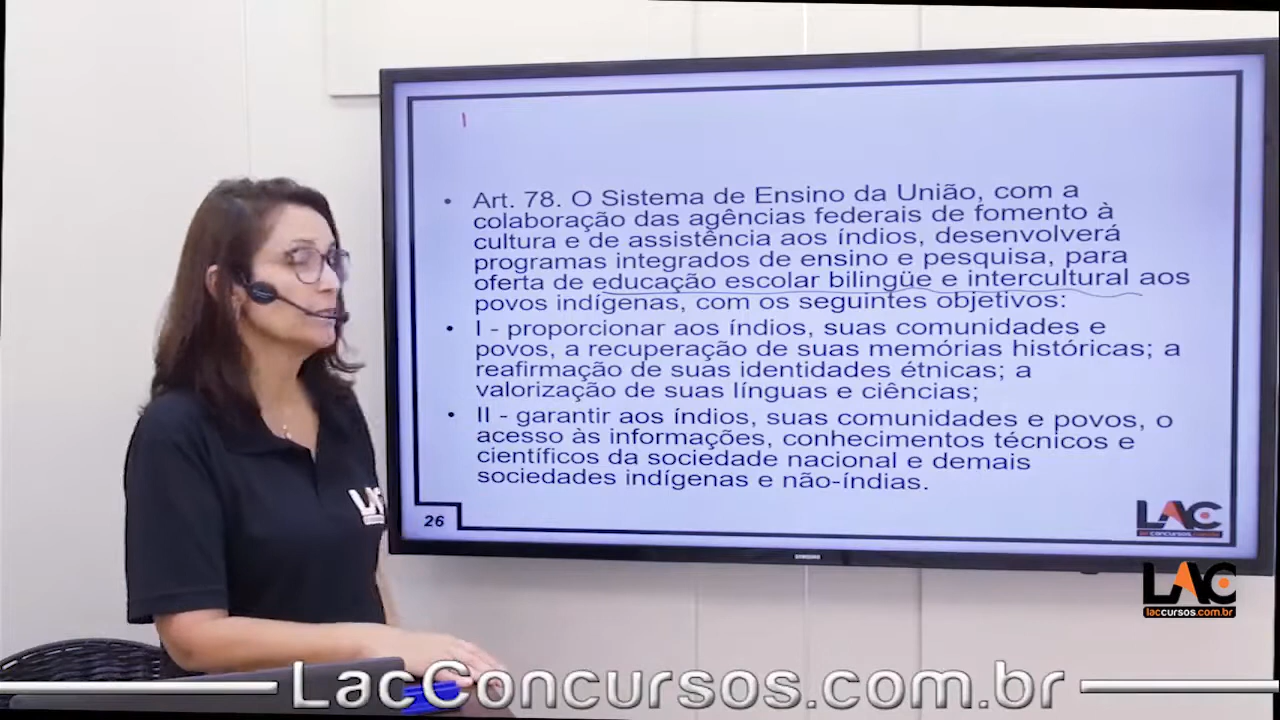 • Art. 78. O Sistema de Ensino da União, com a
colaboração das agências federais de fomento à
cultura e de assistência aos índios, desenvolverá
programas integrados de ensino e pesquisa, para
oferta de educação escolar bilingüe e intercultural aos
povos indígenas, com os seguintes objetivos:
• I - proporcionar aos índios, suas comunidades e
povos, a recuperação de suas memórias históricas; a
reafirmação de suas identidades étnicas; a
valorização de suas línguas e ciências;
• II - garantir aos índios, suas comunidades e povos, o
acesso às informações, conhecimentos técnicos e
científicos da sociedade nacional e demais
sociedades indígenas e não-índias.
26
LAC
LAC
LAC
laccursos.com.br
LacConcursos.com.br